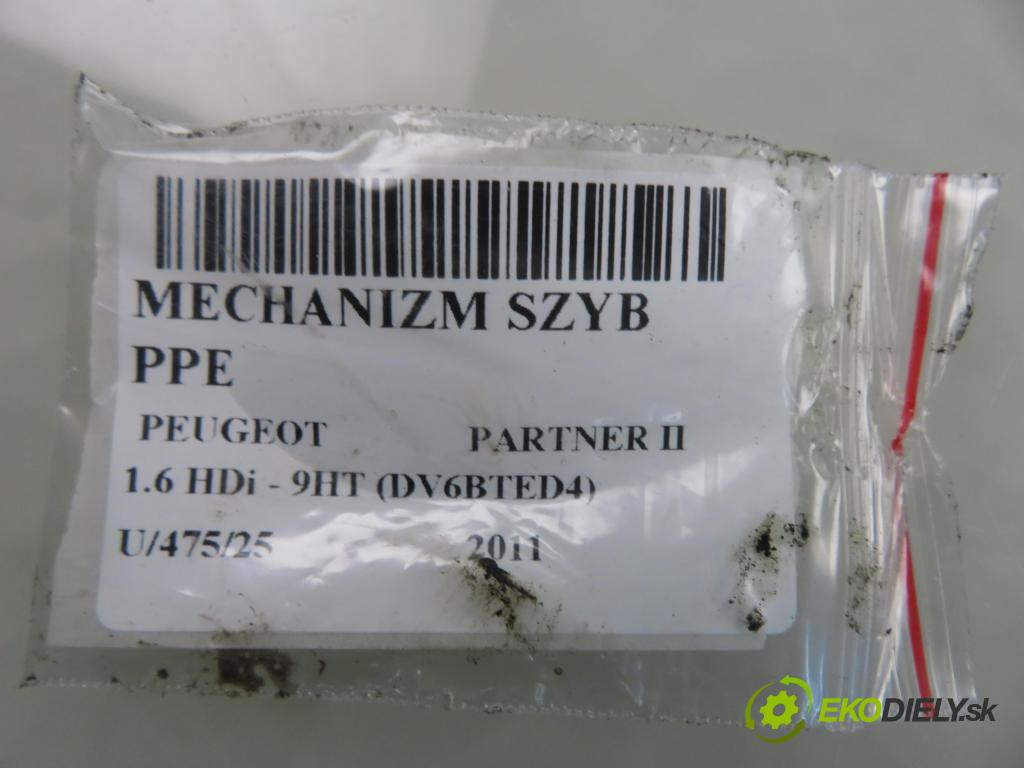 MECHANIZM SZYB
PPE
PEUGEOT PARTNER II
1.6 HDi - 9HT (DV6BTED4)
U/475/25 2011
EKODIELY.sk